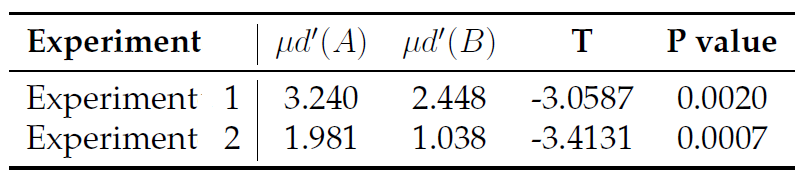 Experiment μd′(A) μd′(B) T P value
Experiment 1 3.240 2.448 -3.0587 0.0020
Experiment 2 1.981 1.038 -3.4131 0.0007